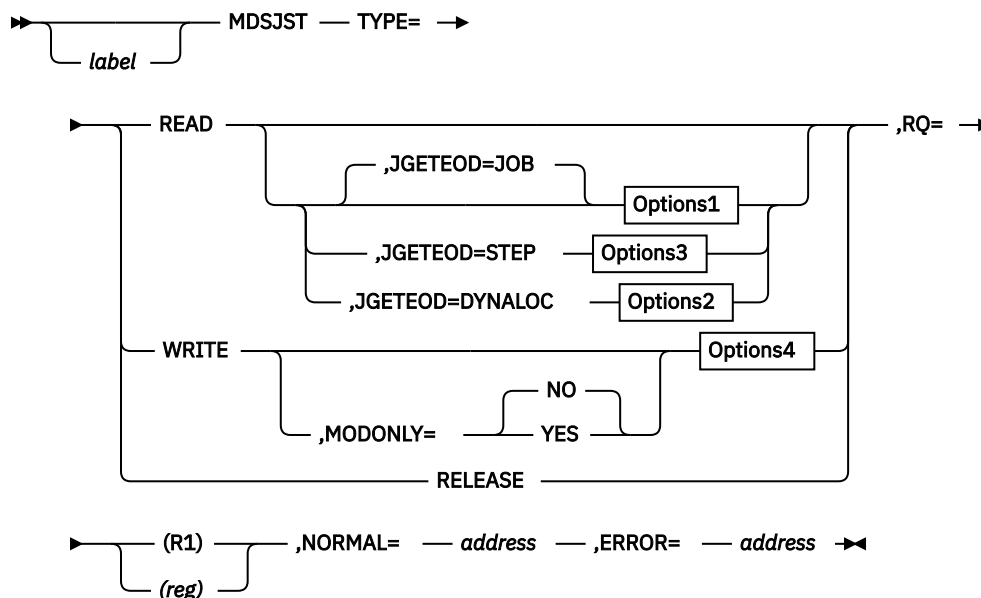 MDSJST TYPE=
label
READ ,RQ=
,JGETEOD=JOB
Options1
,JGETEOD=STEP Options3
,JGETEOD=DYNALOC Options2
WRITE Options4
NO
,MODONLY= YES
RELEASE
(R1) ,NORMAL= address ,ERROR= address
(reg)